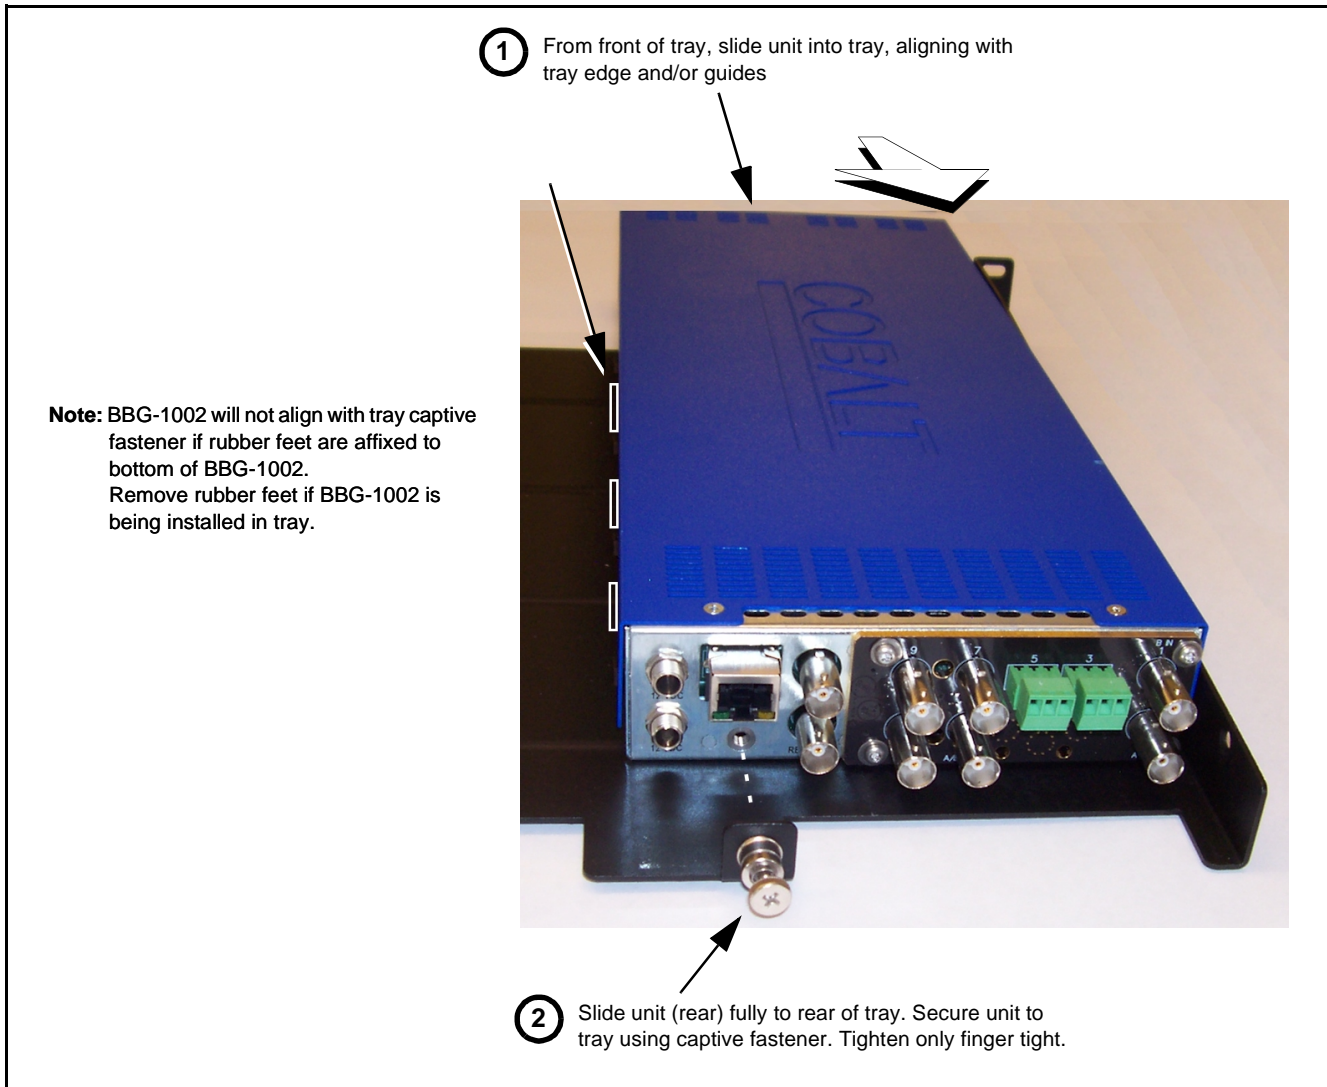 1
From front of tray, slide unit into tray, aligning with
tray edge and/or guides
Note: BBG-1002 will not align with tray captive
fastener if rubber feet are affixed to
bottom of BBG-1002.
Remove rubber feet if BBG-1002 is
being installed in tray.
COBALT
9
7
5
3
1
2
Slide unit (rear) fully to rear of tray. Secure unit to
tray using captive fastener. Tighten only finger tight.